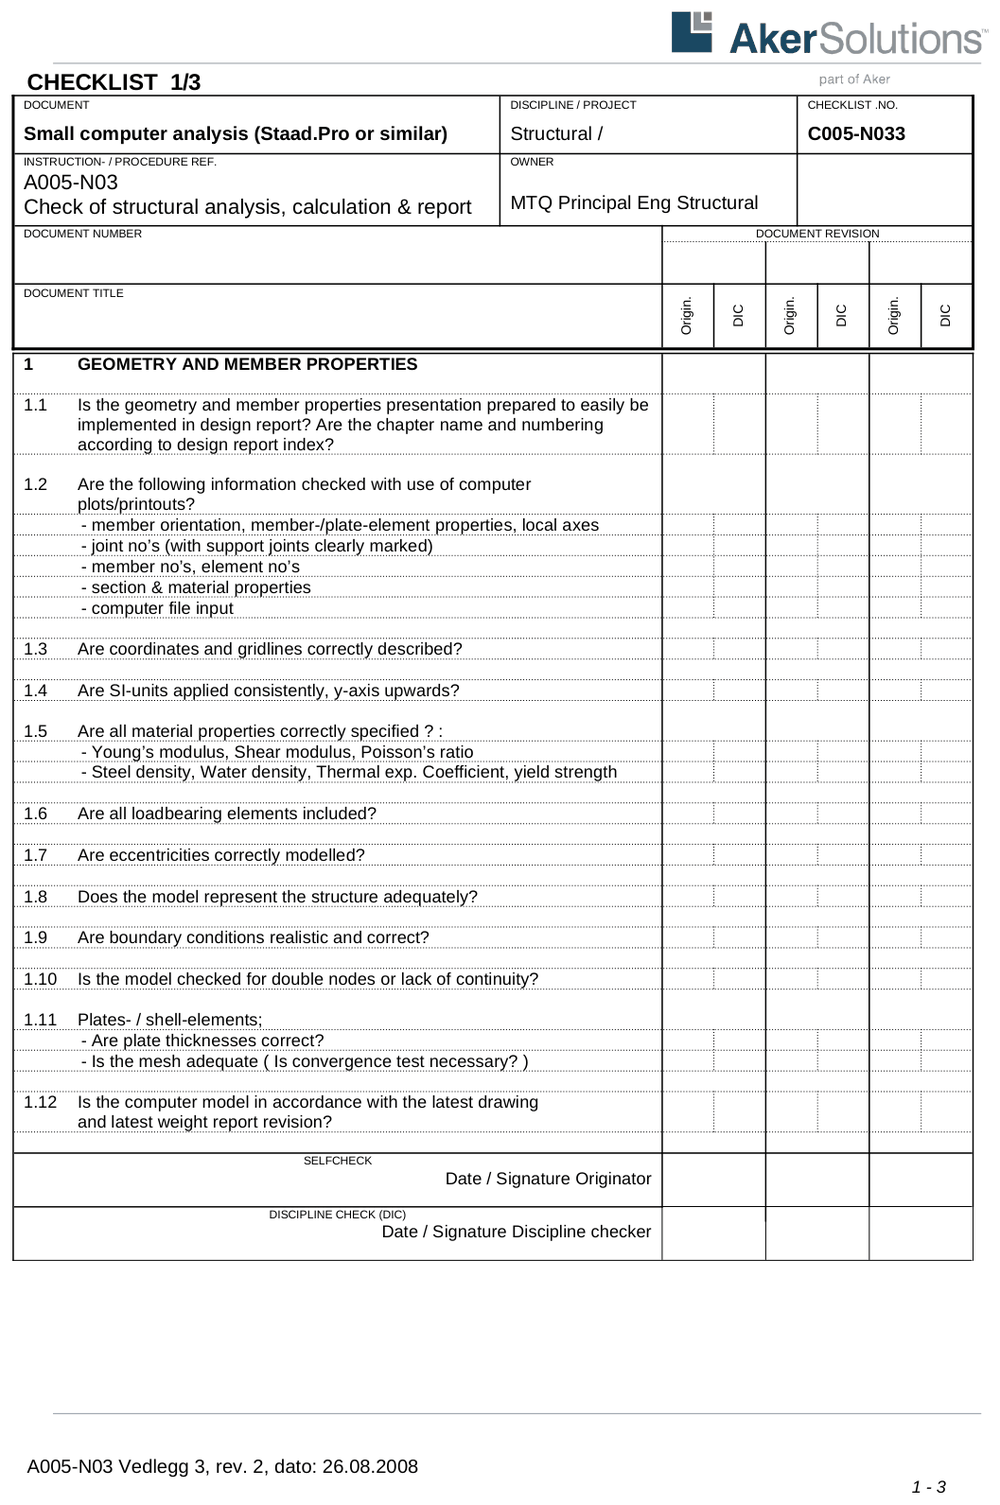 AkerSolutions™
part of Aker
CHECKLIST 1/3
DOCUMENT
DISCIPLINE / PROJECT
CHECKLIST .NO.
Small computer analysis (Staad.Pro or similar)
Structural /
C005-N033
INSTRUCTION- / PROCEDURE REF.
OWNER
A005-N03
Check of structural analysis, calculation & report
MTQ Principal Eng Structural
DOCUMENT NUMBER
DOCUMENT REVISION
DOCUMENT TITLE
Origin.
DIC
Origin.
DIC
Origin.
DIC
1 GEOMETRY AND MEMBER PROPERTIES
1.1 Is the geometry and member properties presentation prepared to easily be
implemented in design report? Are the chapter name and numbering
according to design report index?
1.2 Are the following information checked with use of computer
plots/printouts?
- member orientation, member-/plate-element properties, local axes
- joint no’s (with support joints clearly marked)
- member no’s, element no’s
- section & material properties
- computer file input
1.3 Are coordinates and gridlines correctly described?
1.4 Are SI-units applied consistently, y-axis upwards?
1.5 Are all material properties correctly specified ? :
- Young’s modulus, Shear modulus, Poisson’s ratio
- Steel density, Water density, Thermal exp. Coefficient, yield strength
1.6 Are all loadbearing elements included?
1.7 Are eccentricities correctly modelled?
1.8 Does the model represent the structure adequately?
1.9 Are boundary conditions realistic and correct?
1.10 Is the model checked for double nodes or lack of continuity?
1.11 Plates- / shell-elements;
- Are plate thicknesses correct?
- Is the mesh adequate ( Is convergence test necessary? )
1.12 Is the computer model in accordance with the latest drawing
and latest weight report revision?
SELFCHECK
Date / Signature Originator
DISCIPLINE CHECK (DIC)
Date / Signature Discipline checker
A005-N03 Vedlegg 3, rev. 2, dato: 26.08.2008
1 - 3